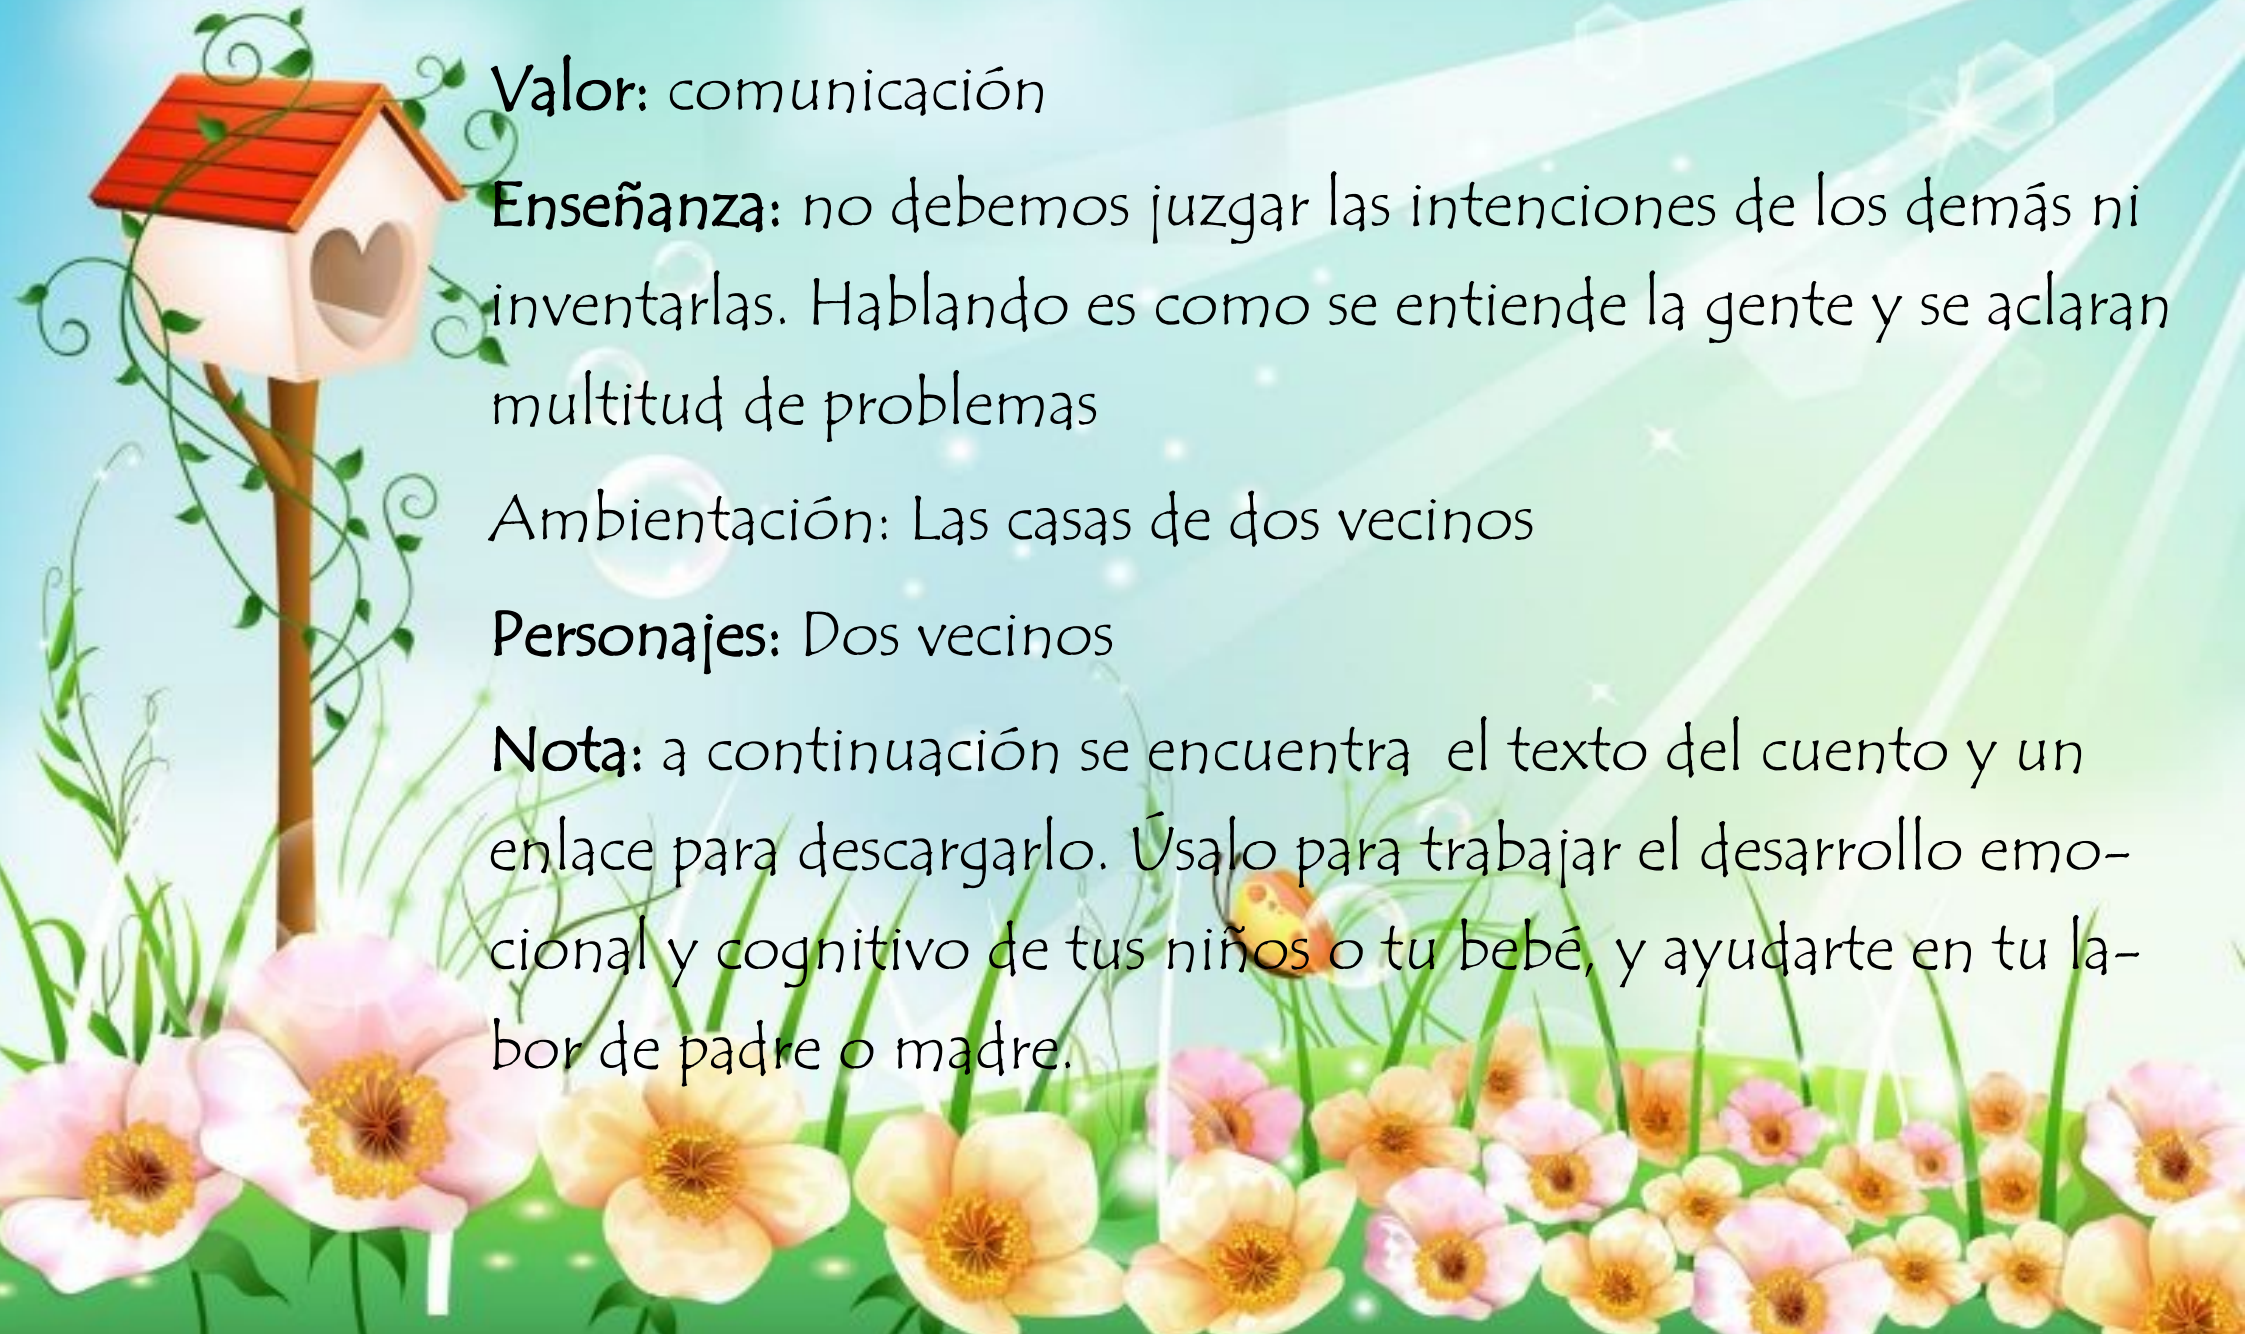 Valor: comunicación
Enseñanza: no debemos juzgar las intenciones de los demás ni
inventarlas. Hablando es como se entiende la gente y se aclaran
multitud de problemas
Ambientación: Las casas de dos vecinos
Personajes: Dos vecinos
Nota: a continuación se encuentra  el texto del cuento y un
enlace para descargarlo. Úsalo para trabajar el desarrollo emo-
cional y cognitivo de tus niños o tu bebé, y ayudarte en tu la-
bor de padre o madre.